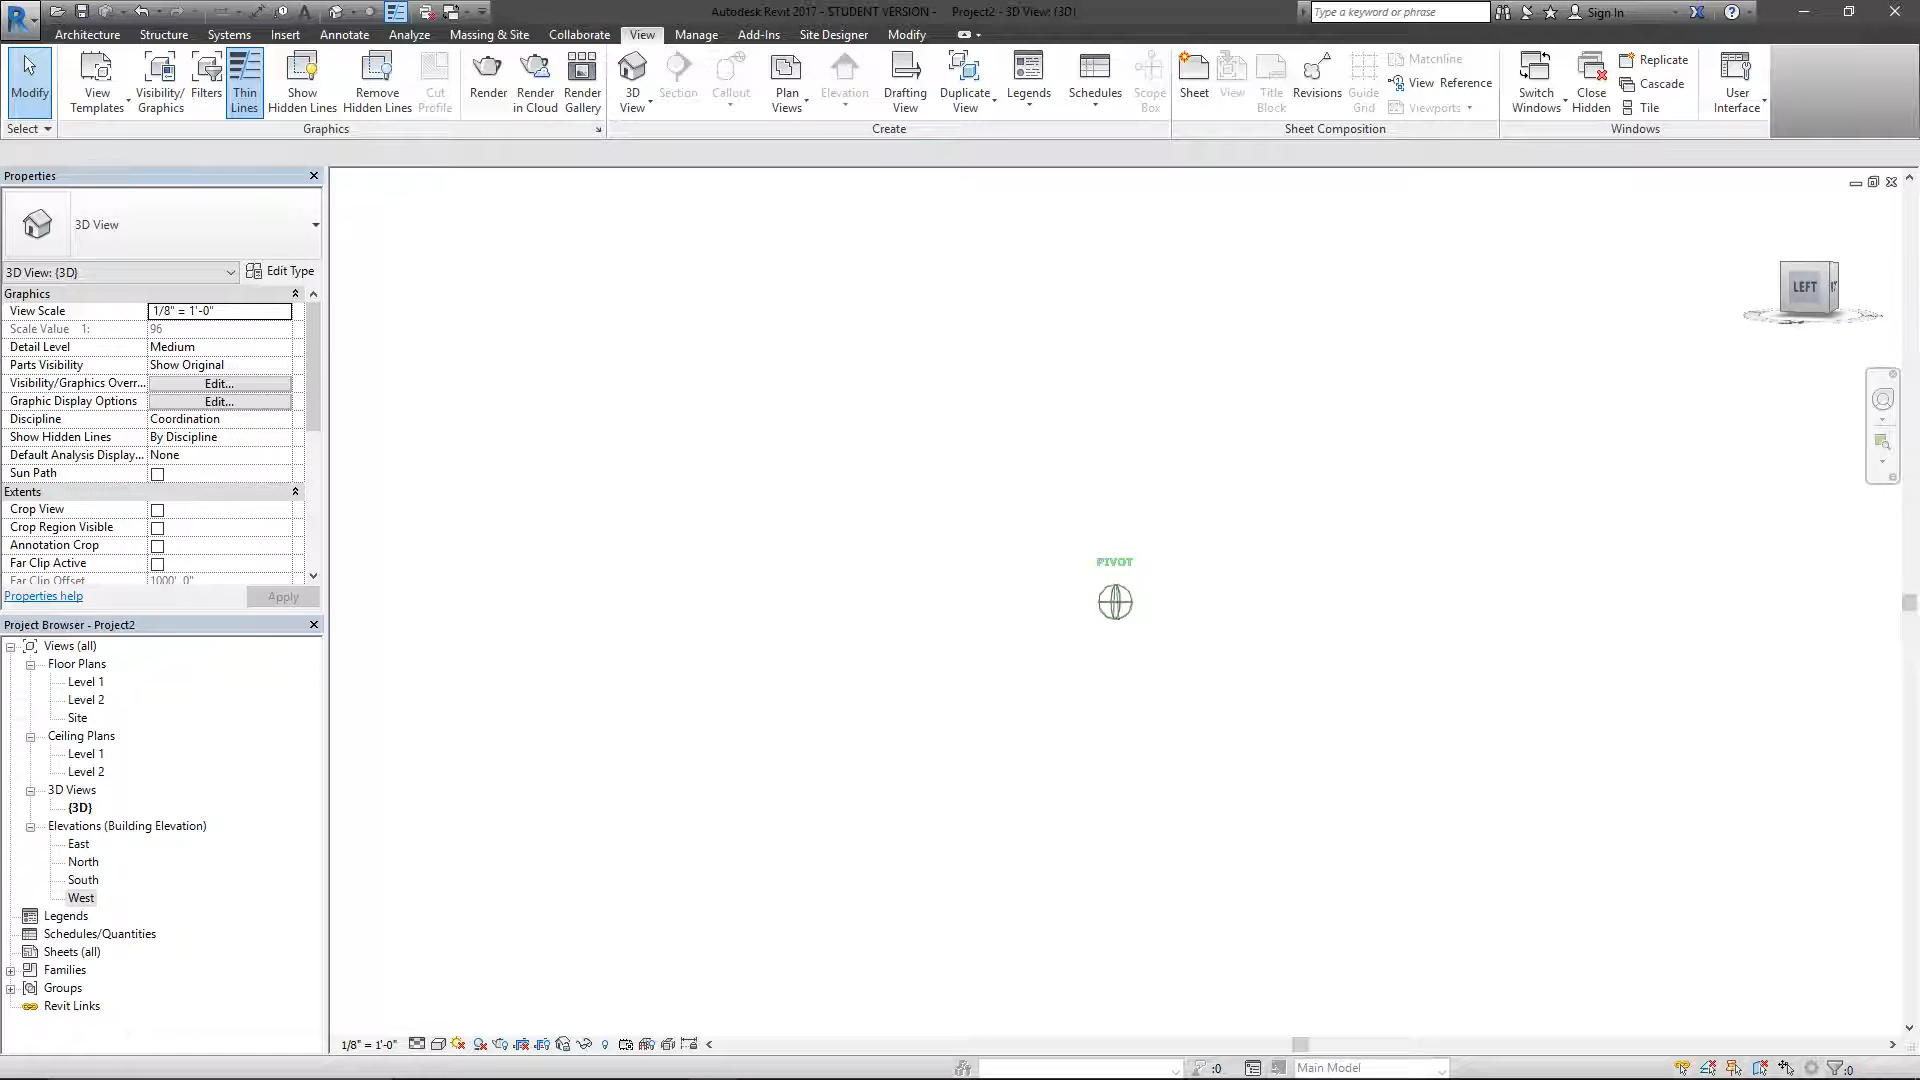 Autodesk Revit 2017 - STUDENT VERSION - Project2 - 3D View: {3D}
Type a keyword or phrase
Sign In
Architecture Structure Systems Insert Annotate Analyze Massing & Site Collaborate View Manage Add-Ins Site Designer Modify
Modify
View Templates
Visibility/ Graphics
Filters
Thin Lines
Show Hidden Lines
Remove Hidden Lines
Cut Profile
Render
Render in Cloud
Render Gallery
3D View
Section
Callout
Plan Views
Elevation
Drafting View
Duplicate View
Legends
Schedules
Scope Box
Sheet
View
Title Block
Revisions
Guide Grid
Matchline
View Reference
Viewports
Switch Windows
Close Hidden
Replicate
Cascade
Tile
User Interface
Select
Graphics
Create
Sheet Composition
Windows
Properties
3D View
3D View: {3D}
Edit Type
Graphics
View Scale 1/8" = 1'-0"
Scale Value 1: 96
Detail Level Medium
Parts Visibility Show Original
Visibility/Graphics Overr... Edit...
Graphic Display Options Edit...
Discipline Coordination
Show Hidden Lines By Discipline
Default Analysis Display... None
Sun Path
Extents
Crop View
Crop Region Visible
Annotation Crop
Far Clip Active
Far Clip Offset 1000' 0"
Properties help
Apply
Project Browser - Project2
Views (all)
Floor Plans
Level 1
Level 2
Site
Ceiling Plans
Level 1
Level 2
3D Views
{3D}
Elevations (Building Elevation)
East
North
South
West
Legends
Schedules/Quantities
Sheets (all)
Families
Groups
Revit Links
LEFT
PIVOT
1/8" = 1'-0"
:0
Main Model
:0